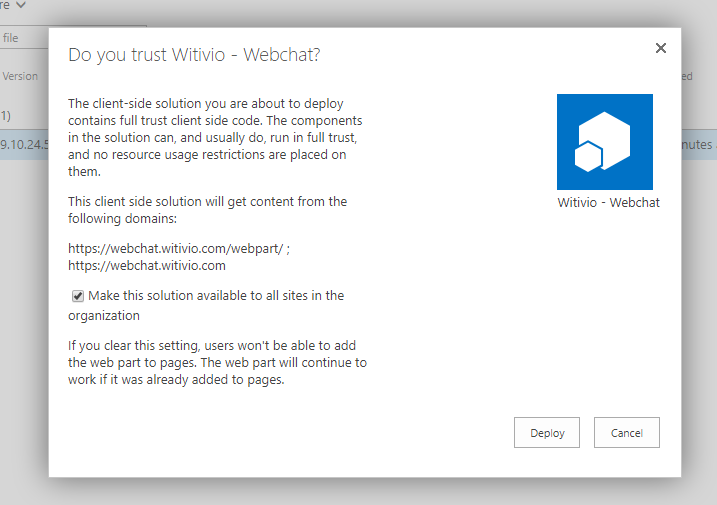 re
file
Do you trust Witivio - Webchat?
Version
ed
The client-side solution you are about to deploy
contains full trust client side code. The components
in the solution can, and usually do, run in full trust,
and no resource usage restrictions are placed on
them.
1)
9.10.24.5
nutes a
Witivio - Webchat
This client side solution will get content from the
following domains:
https://webchat.witivio.com/webpart/ ;
https://webchat.witivio.com
Make this solution available to all sites in the
organization
If you clear this setting, users won't be able to add
the web part to pages. The web part will continue to
work if it was already added to pages.
Deploy
Cancel